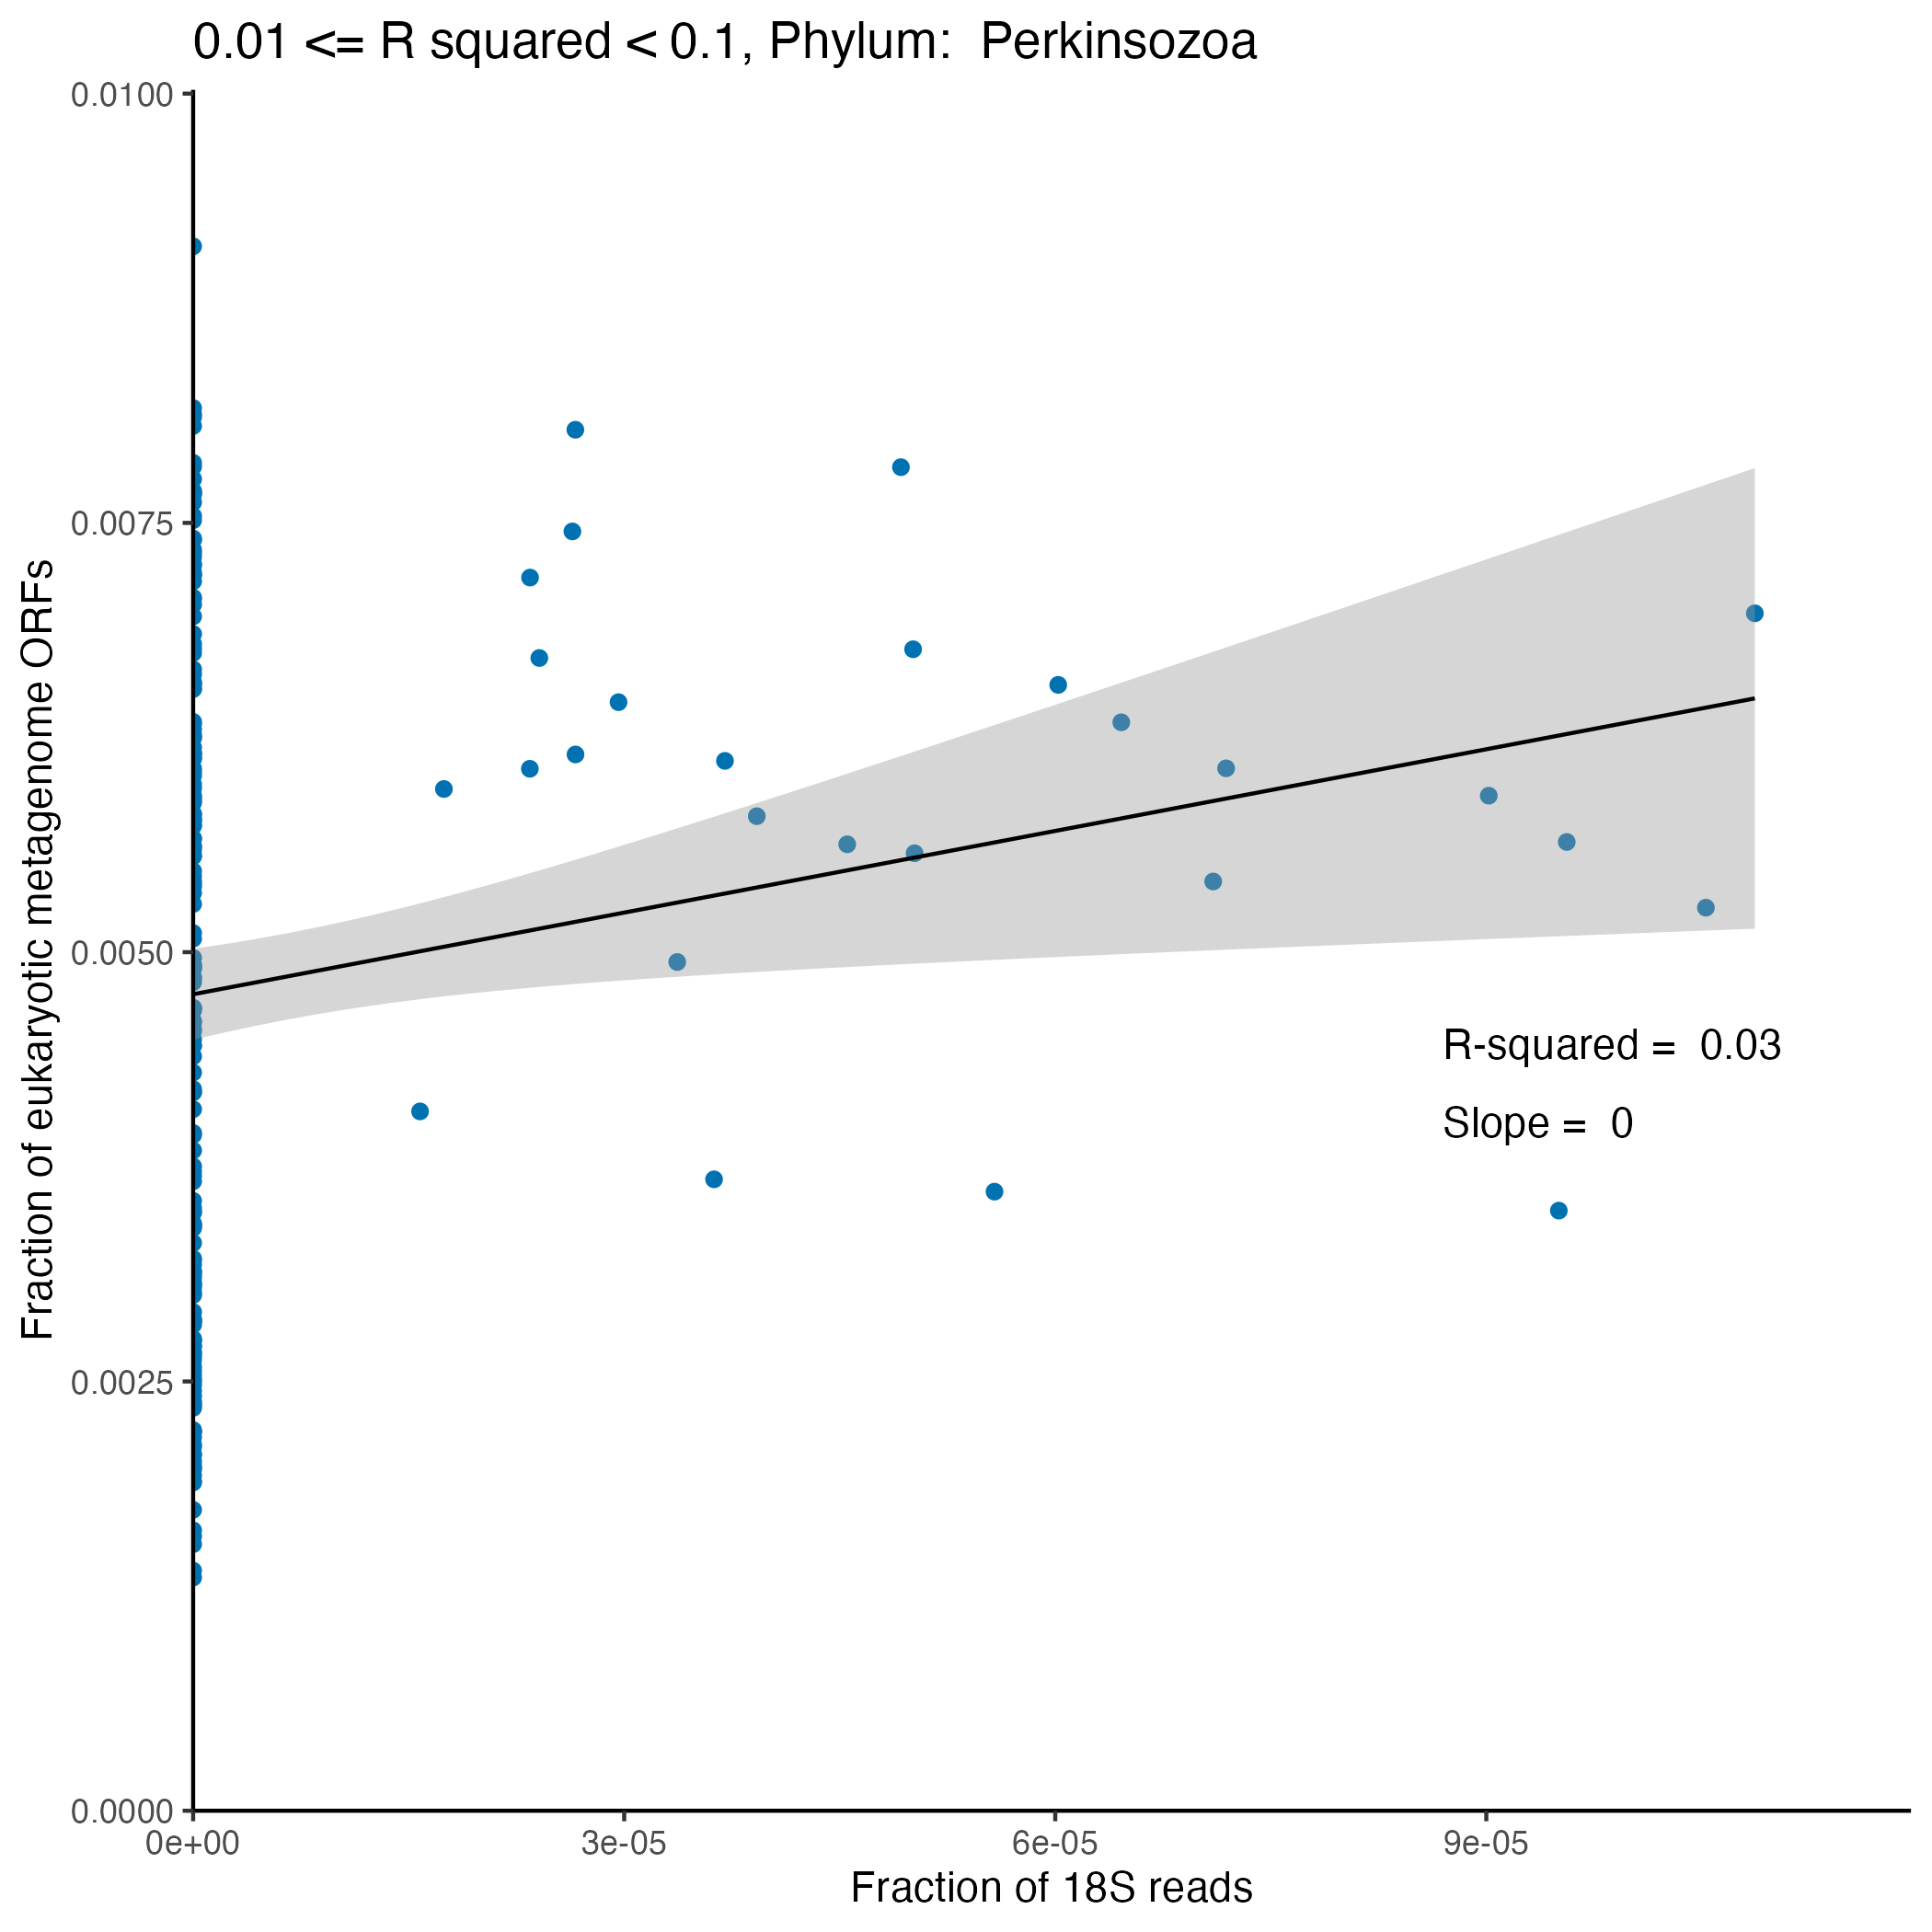 0.01 <= R squared < 0.1, Phylum:  Perkinsozoa
0.0100
0.0075
0.0050
0.0025
0.0000
Fraction of eukaryotic metagenome ORFs
R-squared =  0.03
Slope =  0
0e+00
3e-05
6e-05
9e-05
Fraction of 18S reads